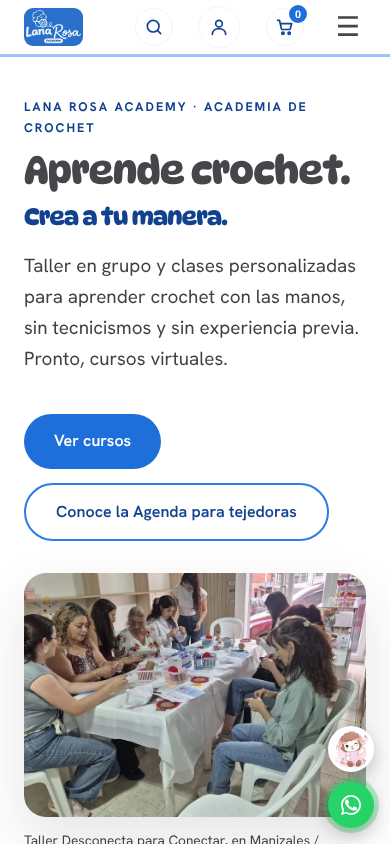 Lana Rosa
0
LANA ROSA ACADEMY · ACADEMIA DE
CROCHET
Aprende crochet.
Crea a tu manera.
Taller en grupo y clases personalizadas
para aprender crochet con las manos,
sin tecnicismos y sin experiencia previa.
Pronto, cursos virtuales.
Ver cursos
Conoce la Agenda para tejedoras
Taller Desconecta para Conectar, en Manizales /